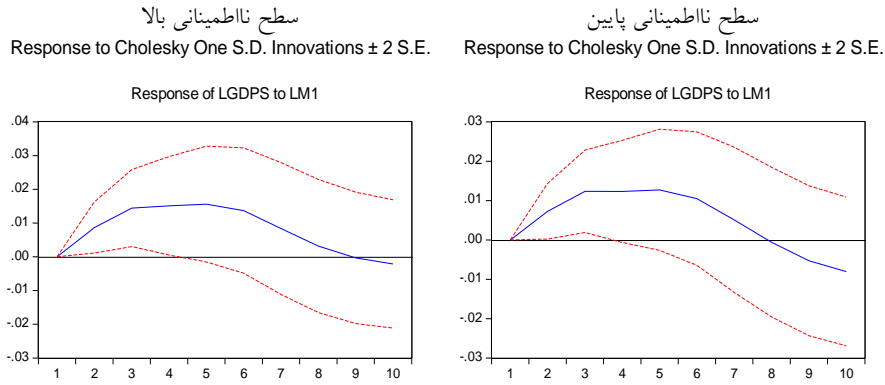 سطح نااطمینانی بالا
Response to Cholesky One S.D. Innovations ± 2 S.E.
Response of LGDPS to LM1
.04
.03
.02
.01
.00
-.01
-.02
-.03
1 2 3 4 5 6 7 8 9 10
سطح نااطمینانی پایین
Response to Cholesky One S.D. Innovations ± 2 S.E.
Response of LGDPS to LM1
.03
.02
.01
.00
-.01
-.02
-.03
1 2 3 4 5 6 7 8 9 10